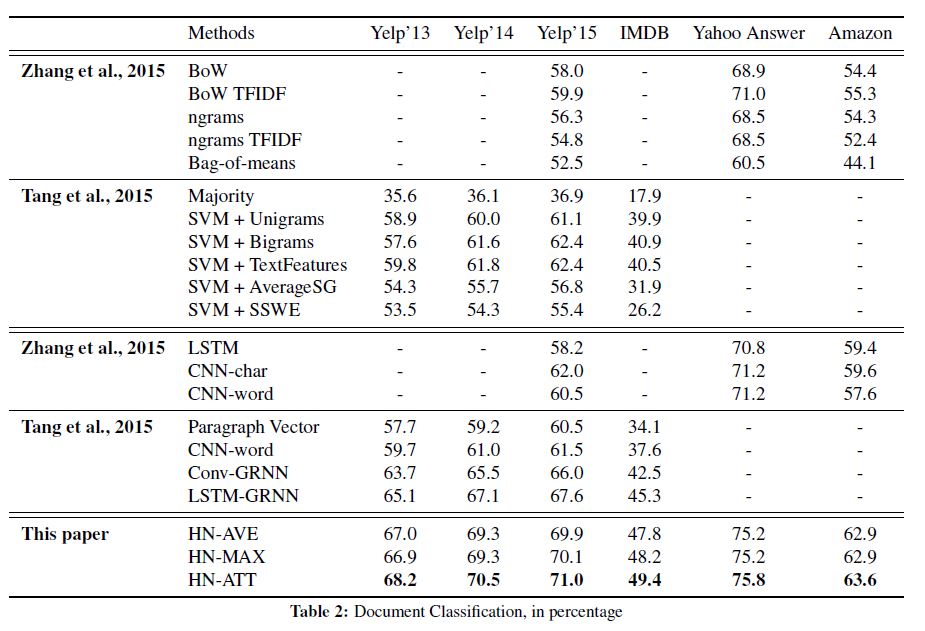 Methods Yelp'13 Yelp'14 Yelp'15 IMDB Yahoo Answer Amazon
Zhang et al., 2015 BoW - - 58.0 - 68.9 54.4
BoW TFIDF - - 59.9 - 71.0 55.3
ngrams - - 56.3 - 68.5 54.3
ngrams TFIDF - - 54.8 - 68.5 52.4
Bag-of-means - - 52.5 - 60.5 44.1
Tang et al., 2015 Majority 35.6 36.1 36.9 17.9 - -
SVM + Unigrams 58.9 60.0 61.1 39.9 - -
SVM + Bigrams 57.6 61.6 62.4 40.9 - -
SVM + TextFeatures 59.8 61.8 62.4 40.5 - -
SVM + AverageSG 54.3 55.7 56.8 31.9 - -
SVM + SSWE 53.5 54.3 55.4 26.2 - -
Zhang et al., 2015 LSTM - - 58.2 - 70.8 59.4
CNN-char - - 62.0 - 71.2 59.6
CNN-word - - 60.5 - 71.2 57.6
Tang et al., 2015 Paragraph Vector 57.7 59.2 60.5 34.1 - -
CNN-word 59.7 61.0 61.5 37.6 - -
Conv-GRNN 63.7 65.5 66.0 42.5 - -
LSTM-GRNN 65.1 67.1 67.6 45.3 - -
This paper HN-AVE 67.0 69.3 69.9 47.8 75.2 62.9
HN-MAX 66.9 69.3 70.1 48.2 75.2 62.9
HN-ATT 68.2 70.5 71.0 49.4 75.8 63.6
Table 2: Document Classification, in percentage